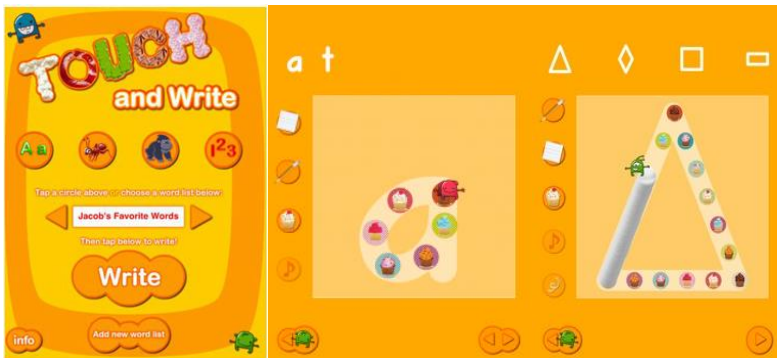 TOUCH
and Write
A a
123
Tap a circle above or choose a word list below:
Jacob's Favorite Words
Then tap below to write!
Write
Add new word list
info
a t
a